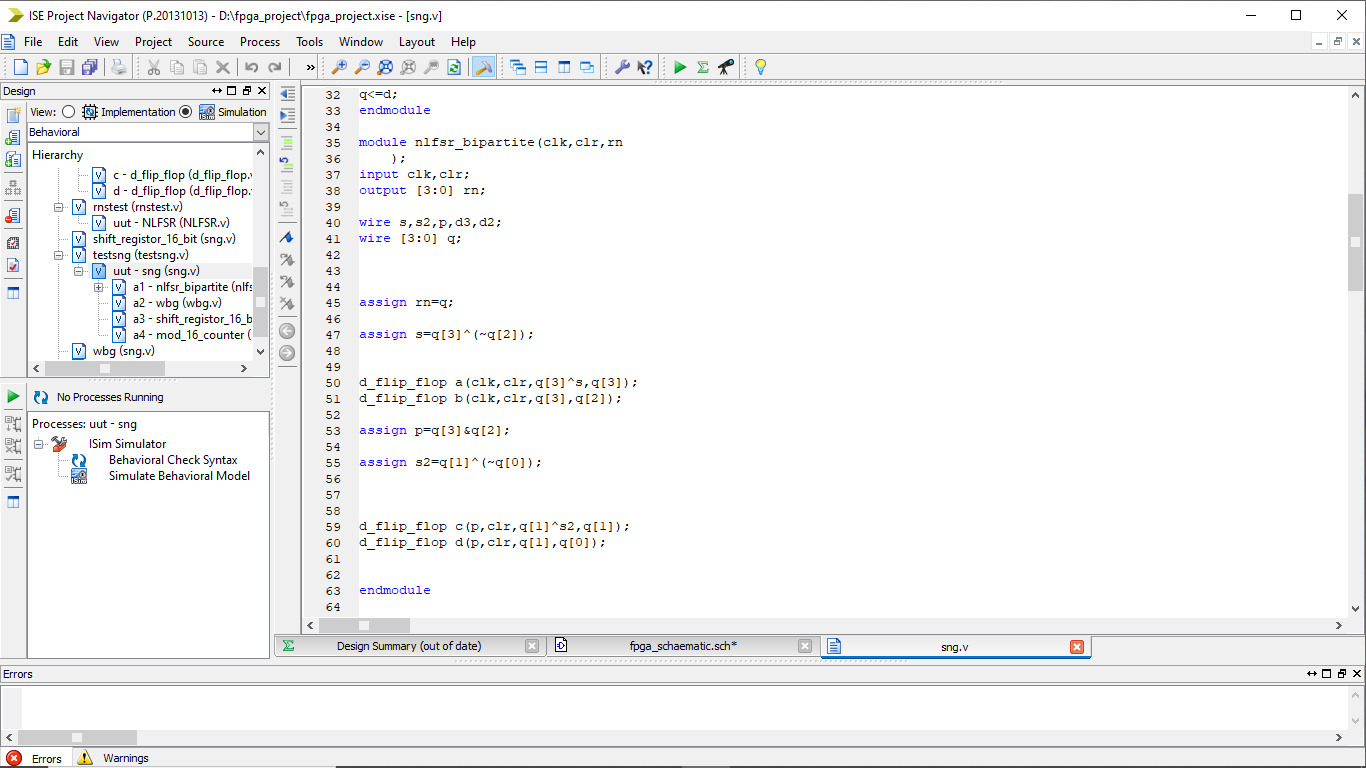 ISE Project Navigator (P.20131013) - D:\fpga_project\fpga_project.xise - [sng.v]
File Edit View Project Source Process Tools Window Layout Help
»
Design
View: Implementation Simulation
Behavioral
Hierarchy
c - d_flip_flop (d_flip_flop.v
d - d_flip_flop (d_flip_flop.
rnstest (rnstest.v)
uut - NLFSR (NLFSR.v)
shift_registor_16_bit (sng.v)
testsng (testsng.v)
uut - sng (sng.v)
a1 - nlfsr_bipartite (nlfs
a2 - wbg (wbg.v)
a3 - shift_registor_16_b
a4 - mod_16_counter (
wbg (sng.v)
No Processes Running
Processes: uut - sng
ISim Simulator
Behavioral Check Syntax
Simulate Behavioral Model
32 q<=d;
33 endmodule
34
35 module nlfsr_bipartite(clk,clr,rn
36 );
37 input clk,clr;
38 output [3:0] rn;
39
40 wire s,s2,p,d3,d2;
41 wire [3:0] q;
42
43
44
45 assign rn=q;
46
47 assign s=q[3]^(~q[2]);
48
49
50 d_flip_flop a(clk,clr,q[3]^s,q[3]);
51 d_flip_flop b(clk,clr,q[3],q[2]);
52
53 assign p=q[3]&q[2];
54
55 assign s2=q[1]^(~q[0]);
56
57
58
59 d_flip_flop c(p,clr,q[1]^s2,q[1]);
60 d_flip_flop d(p,clr,q[1],q[0]);
61
62
63 endmodule
64
Design Summary (out of date) fpga_schaematic.sch* sng.v
Errors
Errors Warnings